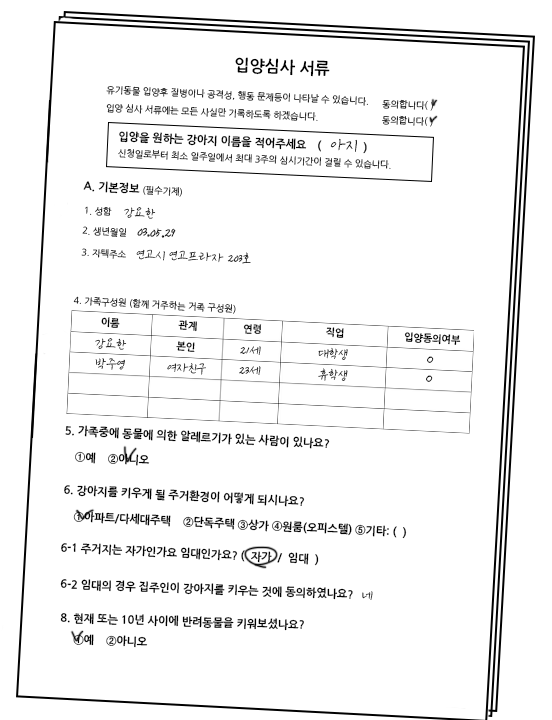 입양심사 서류
유기동물 입양후 질병이나 공격성, 행동 문제등이 나타날 수 있습니다. 동의합니다(✓
입양 심사 서류에는 모든 사실만 기록하도록 하겠습니다. 동의합니다(✓
입양을 원하는 강아지 이름을 적어주세요 ( 아지 )
신청일로부터 최소 일주일에서 최대 3주의 심시기간이 걸릴 수 있습니다.
A. 기본정보 (필수기제)
1. 성함 강요한
2. 생년월일 03.05.29
3. 자택주소 연고시 연고프라자 203호
4. 가족구성원 (함께 거주하는 거족 구성원)
이름 관계 연령 직업 입양동의여부
강요한 본인 21세 대학생 O
박주영 여자친구 23세 휴학생 O
5. 가족중에 동물에 의한 알레르기가 있는 사람이 있나요?
①예 ②아니오
6. 강아지를 키우게 될 주거환경이 어떻게 되시나요?
①아파트/다세대주택 ②단독주택 ③상가 ④원룸(오피스텔) ⑤기타: ( )
6-1 주거지는 자가인가요 임대인가요? ( 자가 / 임대 )
6-2 임대의 경우 집주인이 강아지를 키우는 것에 동의하였나요? 네
8. 현재 또는 10년 사이에 반려동물을 키워보셨나요?
①예 ②아니오